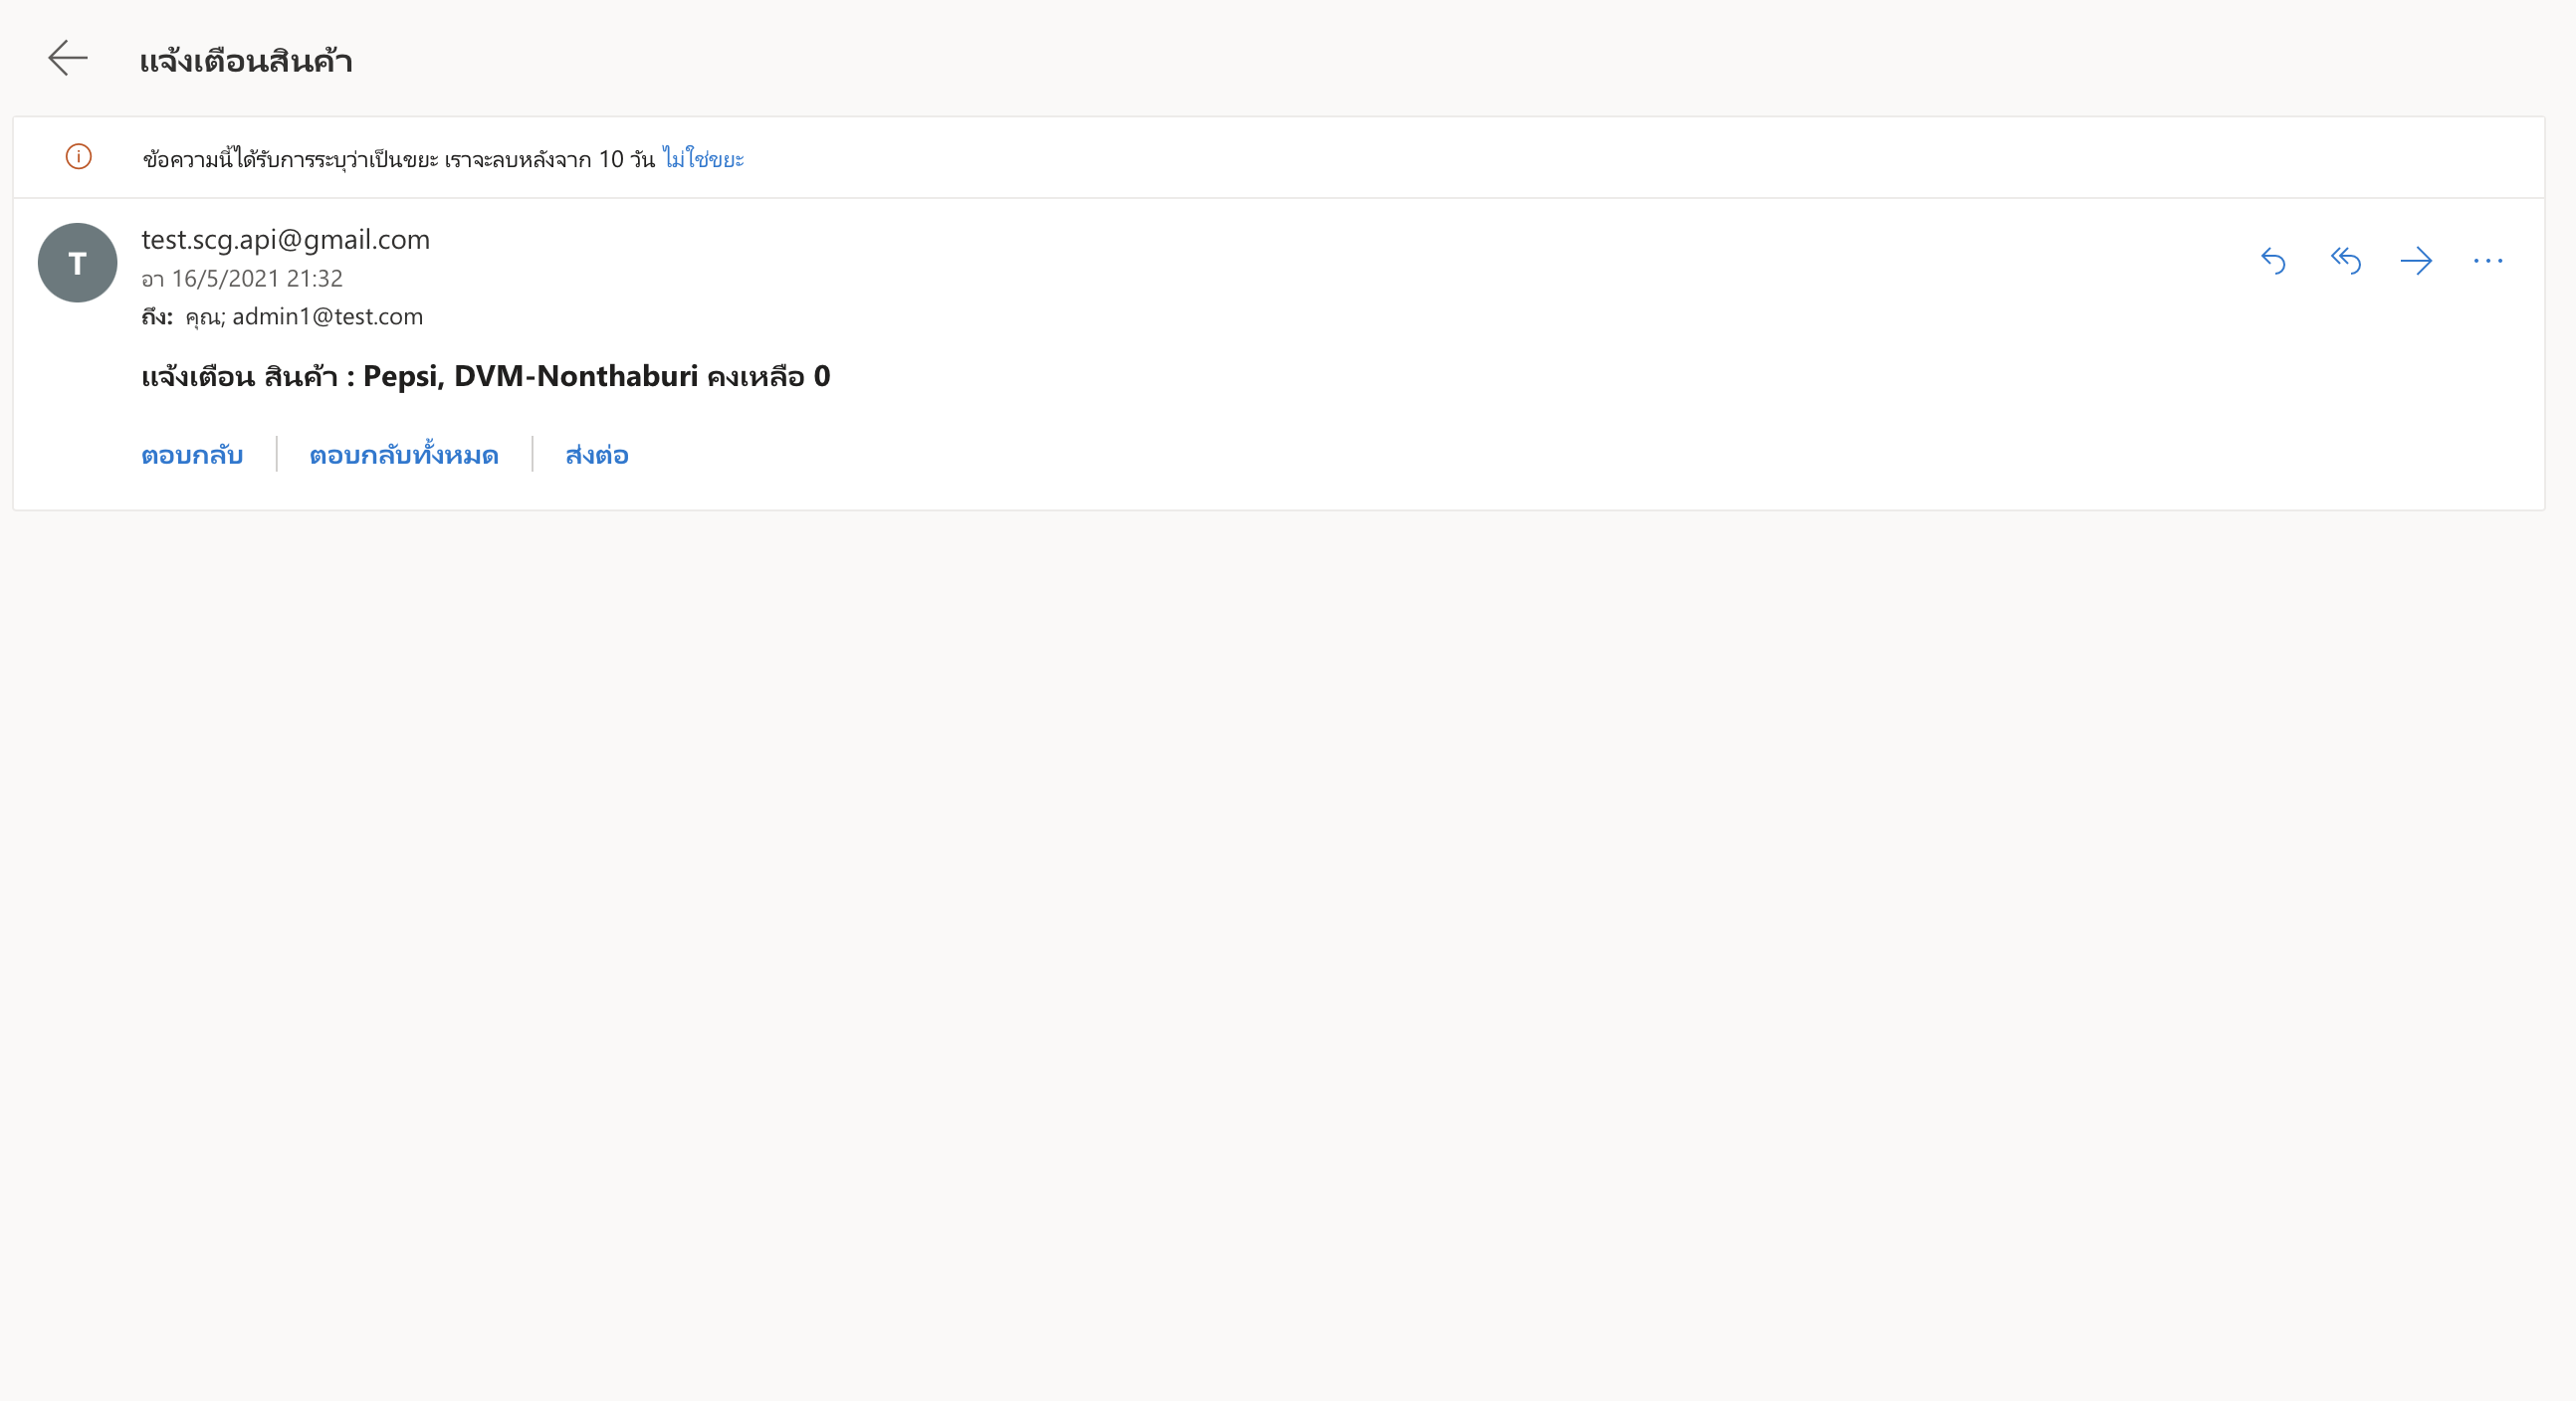 แจ้งเตือนสินค้า
ข้อความนี้ได้รับการระบุว่าเป็นขยะ เราจะลบหลังจาก 10 วัน ไม่ใช่ขยะ
T
test.scg.api@gmail.com
อา 16/5/2021 21:32
ถึง: คุณ; admin1@test.com
แจ้งเตือน สินค้า : Pepsi, DVM-Nonthaburi คงเหลือ 0
ตอบกลับ ตอบกลับทั้งหมด ส่งต่อ